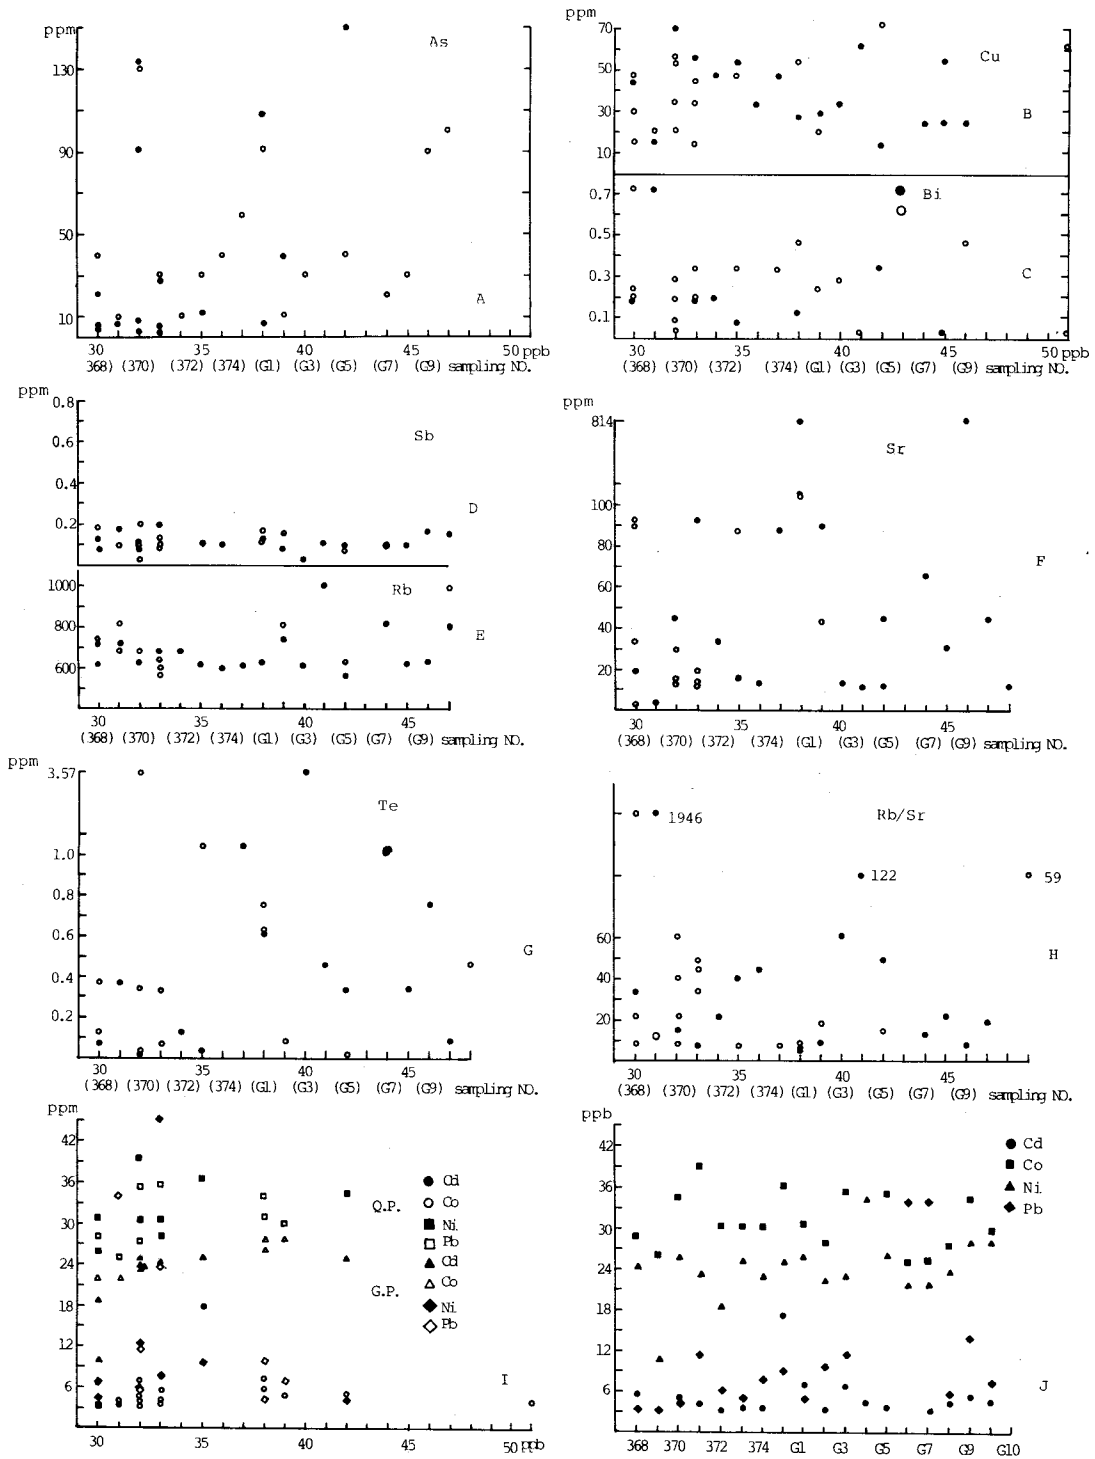 ppm
As
130
90
50
10
A
30 35 40 45 50 ppb
368) (370) (372) (374) (G1) (G3) (G5) (G7) (G9) sampling NO.
ppm
70
50
30
10
Cu
B
0.7
0.5
0.3
0.1
Bi
C
30 35 40 45 50 ppb
(368) (370) (372) (374) (G1) (G3) (G5) (G7) (G9) sampling NO.
ppm
0.8
0.6
0.4
0.2
Sb
D
1000
800
600
Rb
E
30 35 40 45
(368) (370) (372) (374) (G1) (G3) (G5) (G7) (G9) sampling NO.
ppm
814
100
80
60
40
20
Sr
F
30 35 40 45
(368) (370) (372) (374) (G1) (G3) (G5) (G7) (G9) sampling NO.
ppm
3.57
1.0
0.8
0.6
0.4
0.2
Te
G
30 35 40 45
(368) (370) (372) (374) (G1) (G3) (G5) (G7) (G9) sampling NO.
Rb/Sr
1946
122
59
60
40
20
H
30 35 40 45
(368) (370) (372) (374) (G1) (G3) (G5) (G7) (G9) sampling NO.
ppm
42
36
30
24
18
12
6
Q.P.
Cd
Co
Ni
Pb
G.P.
Cd
Co
Ni
Pb
I
30 35 40 45 50 ppb
ppb
42
36
30
24
18
12
6
Cd
Co
Ni
Pb
J
368 370 372 374 G1 G3 G5 G7 G9 G10